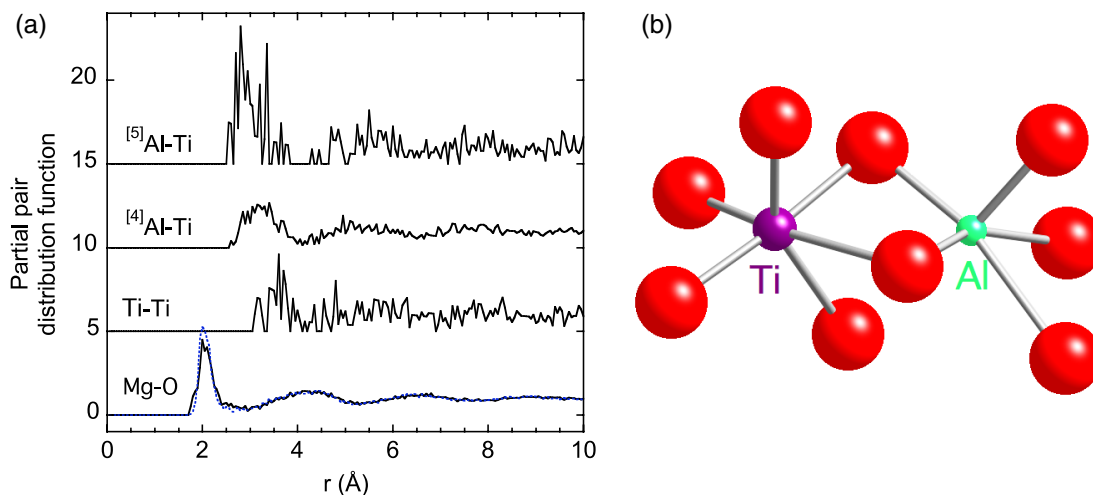 (a)
Partial pair
distribution function
20
15
10
5
0
[5]Al-Ti
[4]Al-Ti
Ti-Ti
Mg-O
0 2 4 6 8 10
r (Å)
(b)
Ti
Al